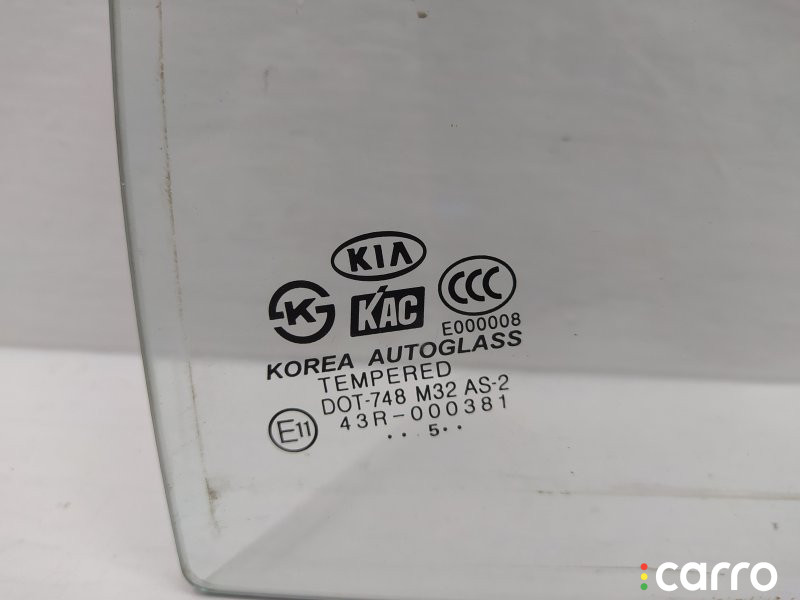 KIA
K
KAC
CCC
E000008
KOREA AUTOGLASS
TEMPERED
DOT-748 M32 AS-2
E11
43R-000381
.. 5..
carro